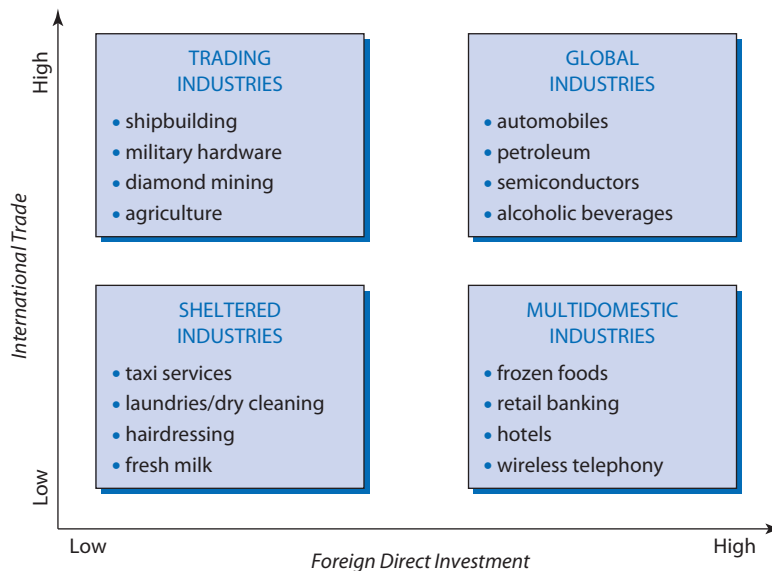 High
International Trade
Low
TRADING
INDUSTRIES
• shipbuilding
• military hardware
• diamond mining
• agriculture
GLOBAL
INDUSTRIES
• automobiles
• petroleum
• semiconductors
• alcoholic beverages
SHELTERED
INDUSTRIES
• taxi services
• laundries/dry cleaning
• hairdressing
• fresh milk
MULTIDOMESTIC
INDUSTRIES
• frozen foods
• retail banking
• hotels
• wireless telephony
Low
Foreign Direct Investment
High